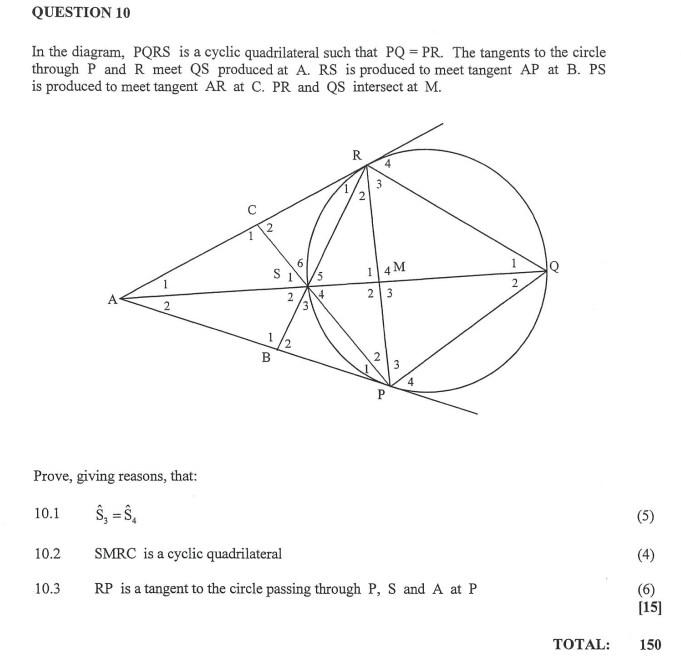 QUESTION 10
In the diagram, PQRS is a cyclic quadrilateral such that PQ = PR. The tangents to the circle
through P and R meet QS produced at A. RS is produced to meet tangent AP at B. PS
is produced to meet tangent AR at C. PR and QS intersect at M.
R
4
1
2
3
C
2
1
6
S 1
5
1
4 M
1
Q
A
1
2
2
3
4
2
3
2
1
2
B
2
1
3
4
P
Prove, giving reasons, that:
10.1 Ŝ₃ = Ŝ₄ (5)
10.2 SMRC is a cyclic quadrilateral (4)
10.3 RP is a tangent to the circle passing through P, S and A at P (6)
[15]
TOTAL: 150